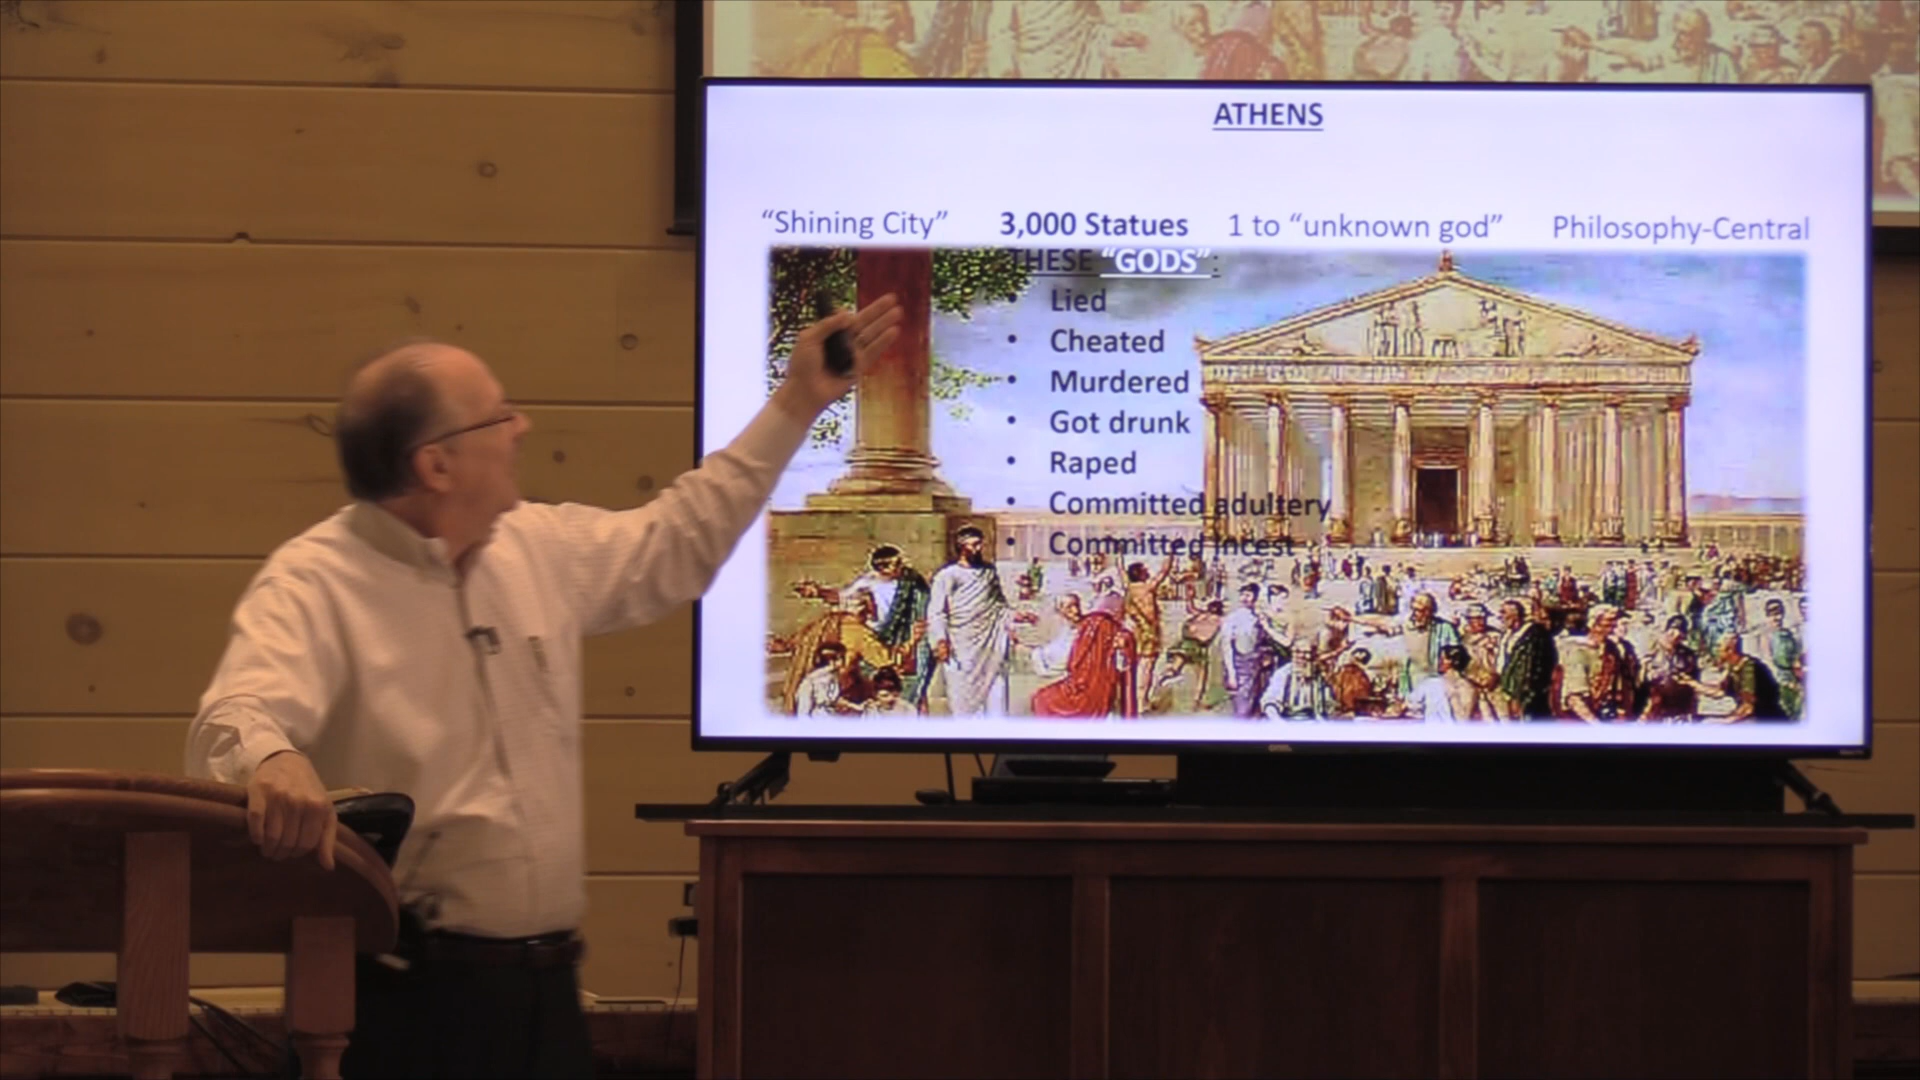 ATHENS
“Shining City” 3,000 Statues 1 to “unknown god” Philosophy-Central
THESE “GODS”:
• Lied
• Cheated
• Murdered
• Got drunk
• Raped
• Committed adultery
• Committed incest